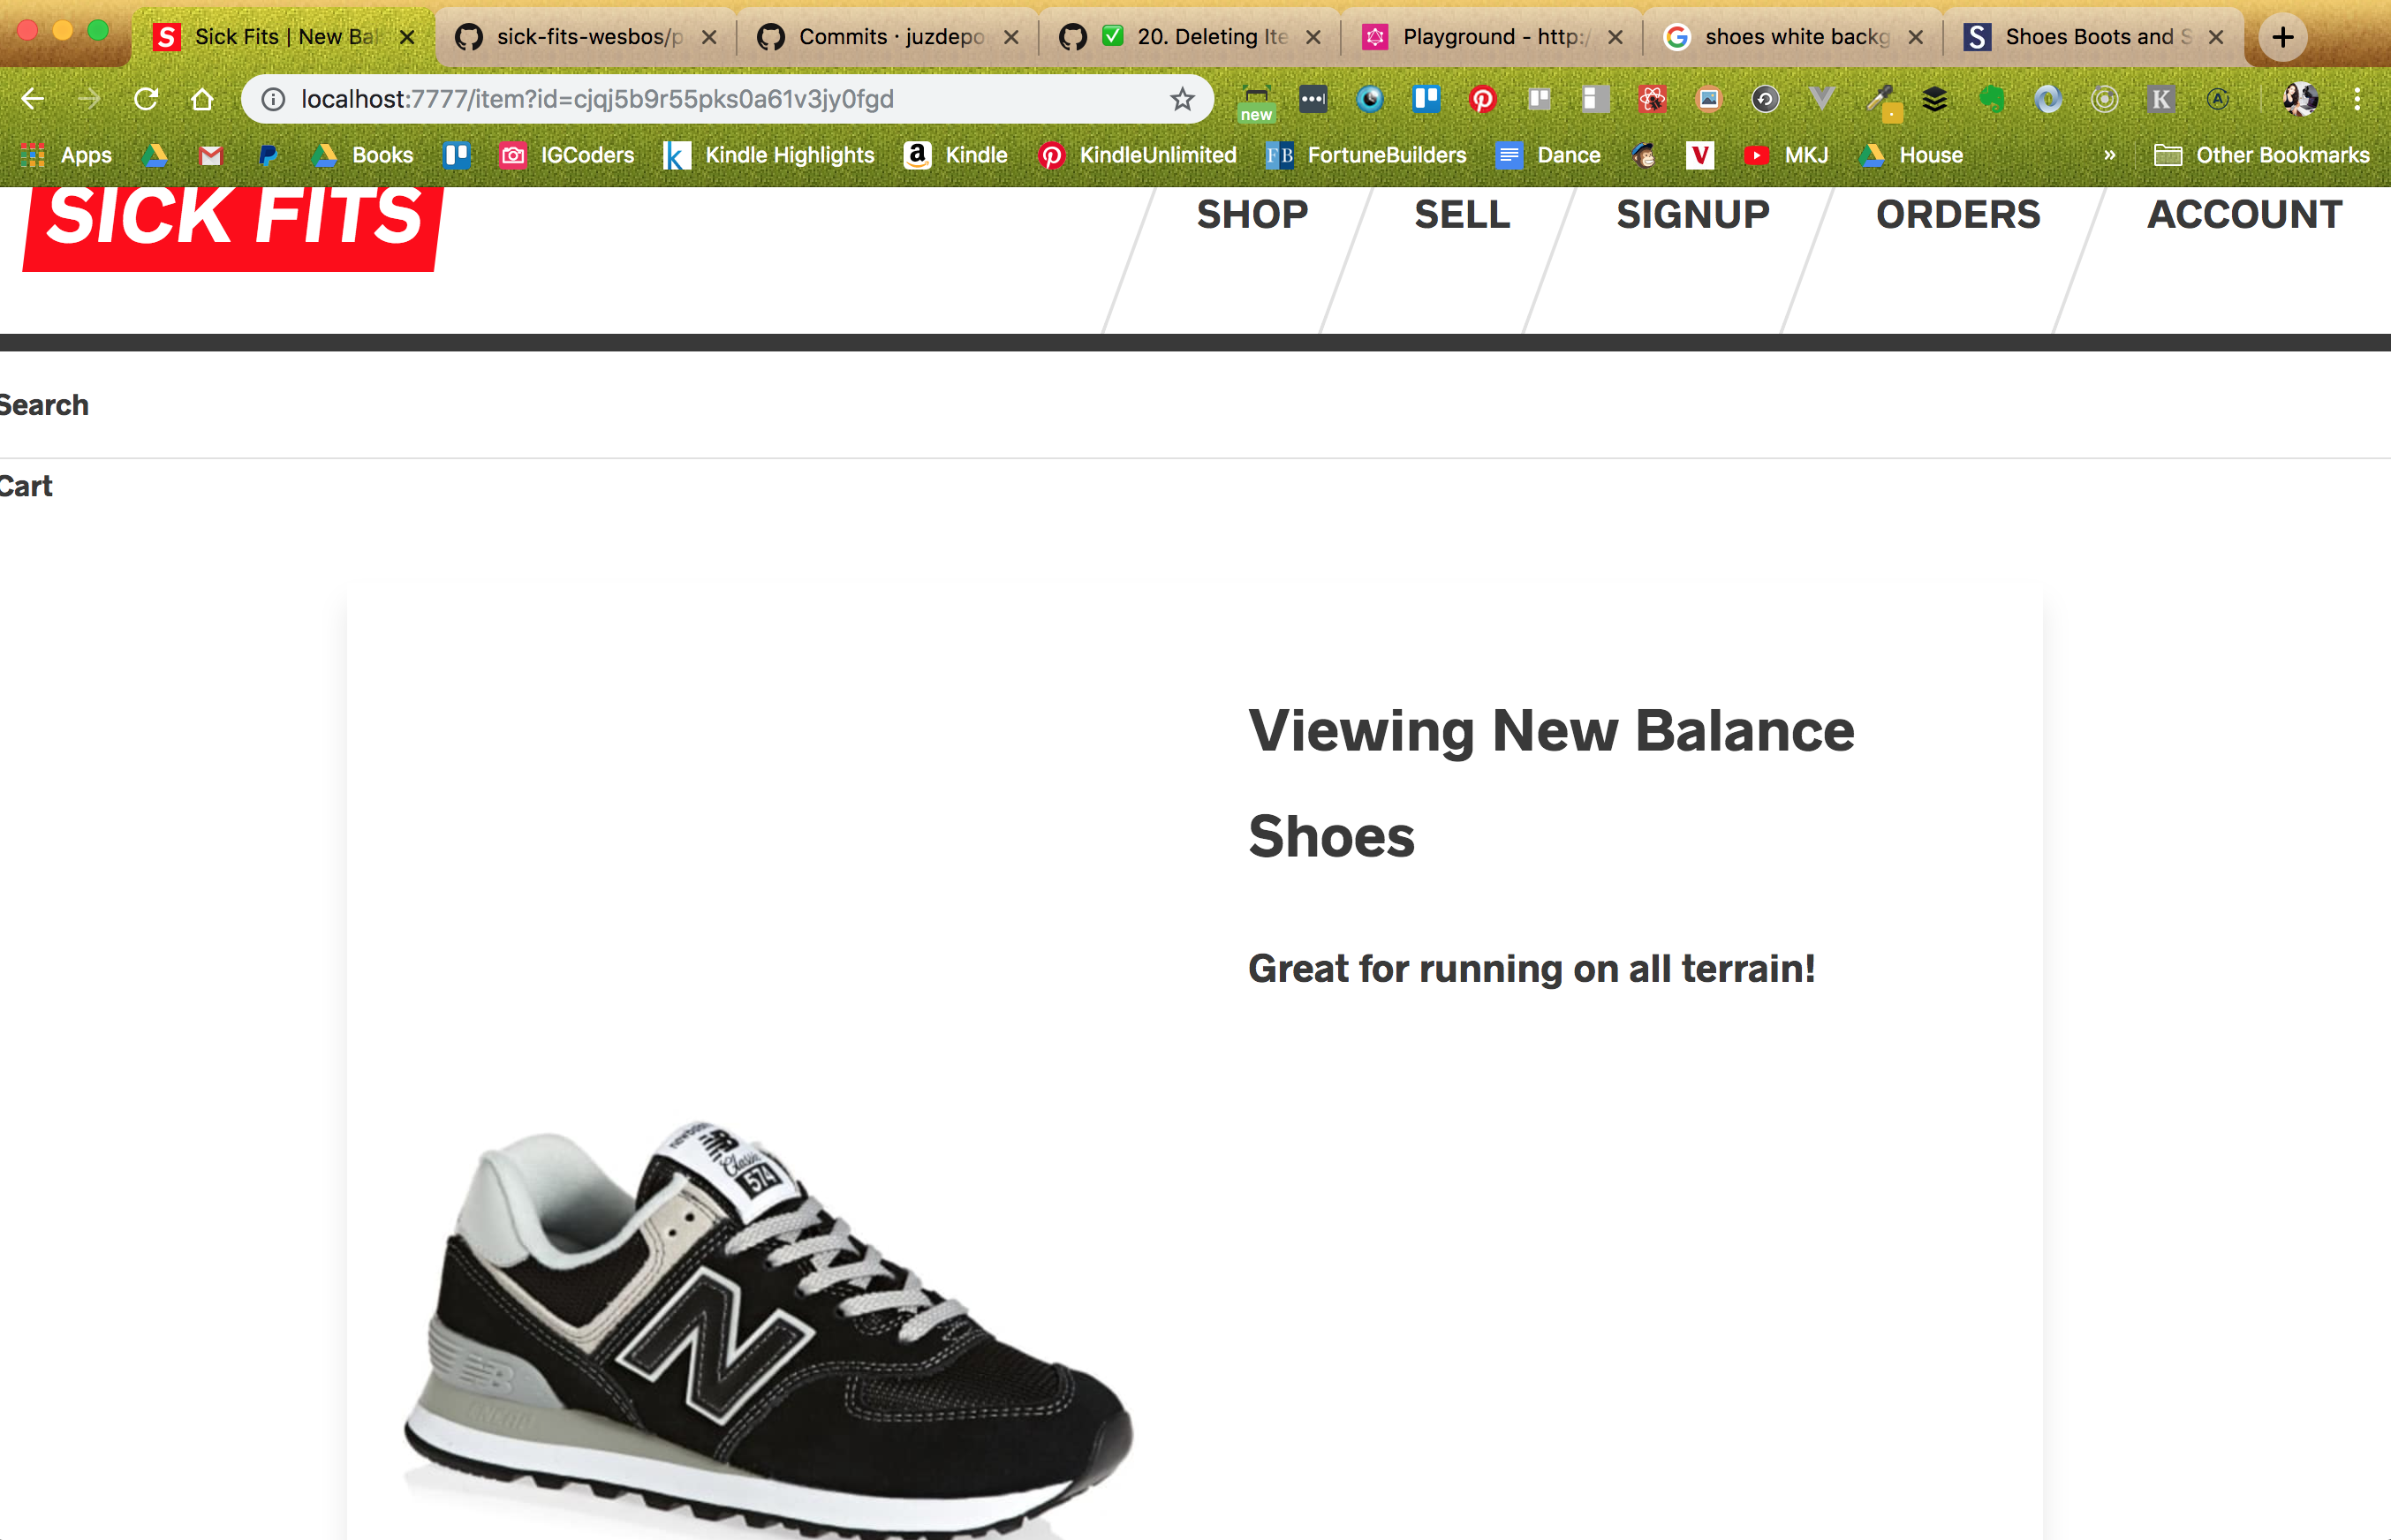 Sick Fits | New Bal
sick-fits-wesbos/p
Commits · juzdepo
✅ 20. Deleting Ite
Playground - http:/
shoes white backg
Shoes Boots and S
localhost:7777/item?id=cjqj5b9r55pks0a61v3jy0fgd
new
Apps
Books
IGCoders
Kindle Highlights
Kindle
KindleUnlimited
FortuneBuilders
Dance
MKJ
House
»
Other Bookmarks
SICK FITS
SHOP
SELL
SIGNUP
ORDERS
ACCOUNT
Search
Cart
Viewing New Balance
Shoes
Great for running on all terrain!
Classic
574
N